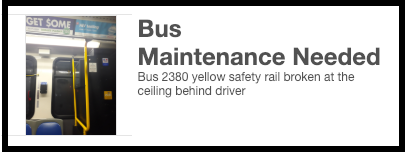 GET SOME
Bus
Maintenance Needed
Bus 2380 yellow safety rail broken at the
ceiling behind driver